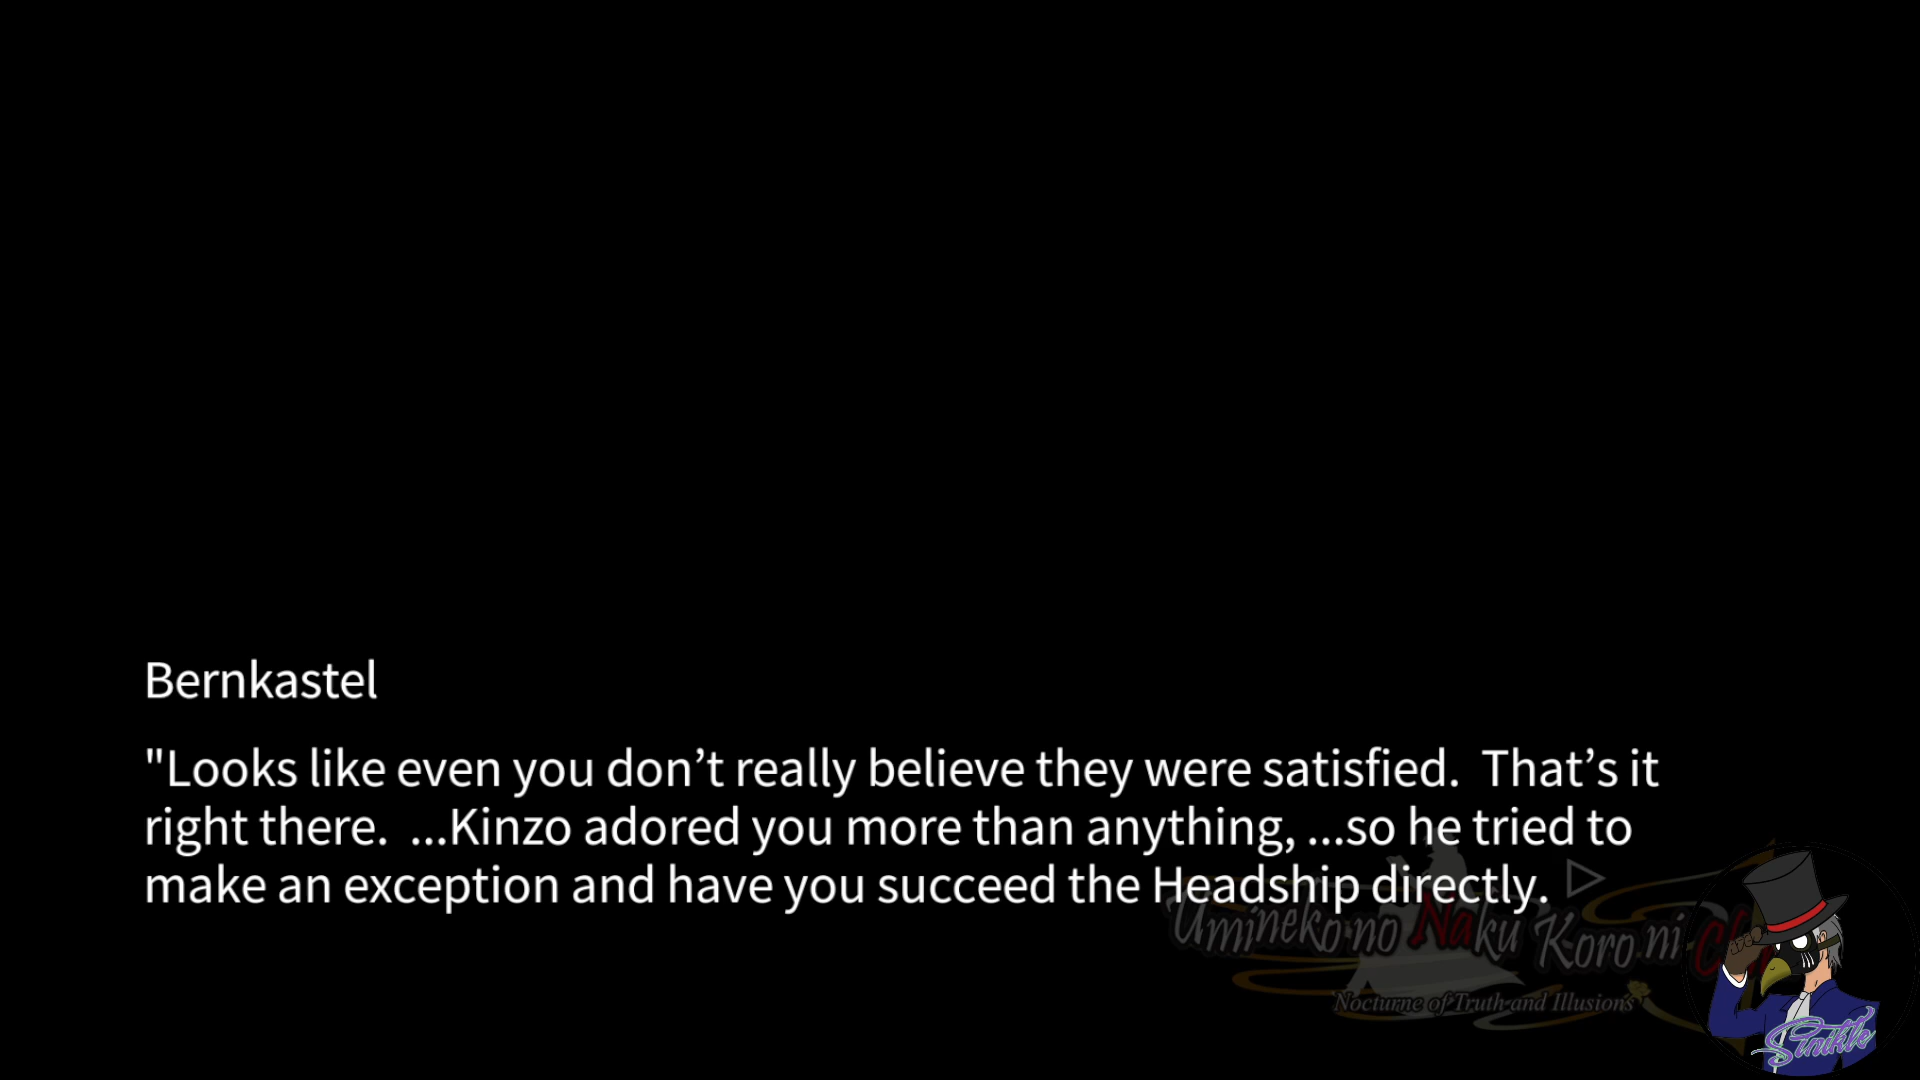 Bernkastel
"Looks like even you don’t really believe they were satisfied.  That’s it
right there.  ...Kinzo adored you more than anything, ...so he tried to
make an exception and have you succeed the Headship directly.
Umineko no Naku Koro ni
Nocturne of Truth and Illusions
Sinikle